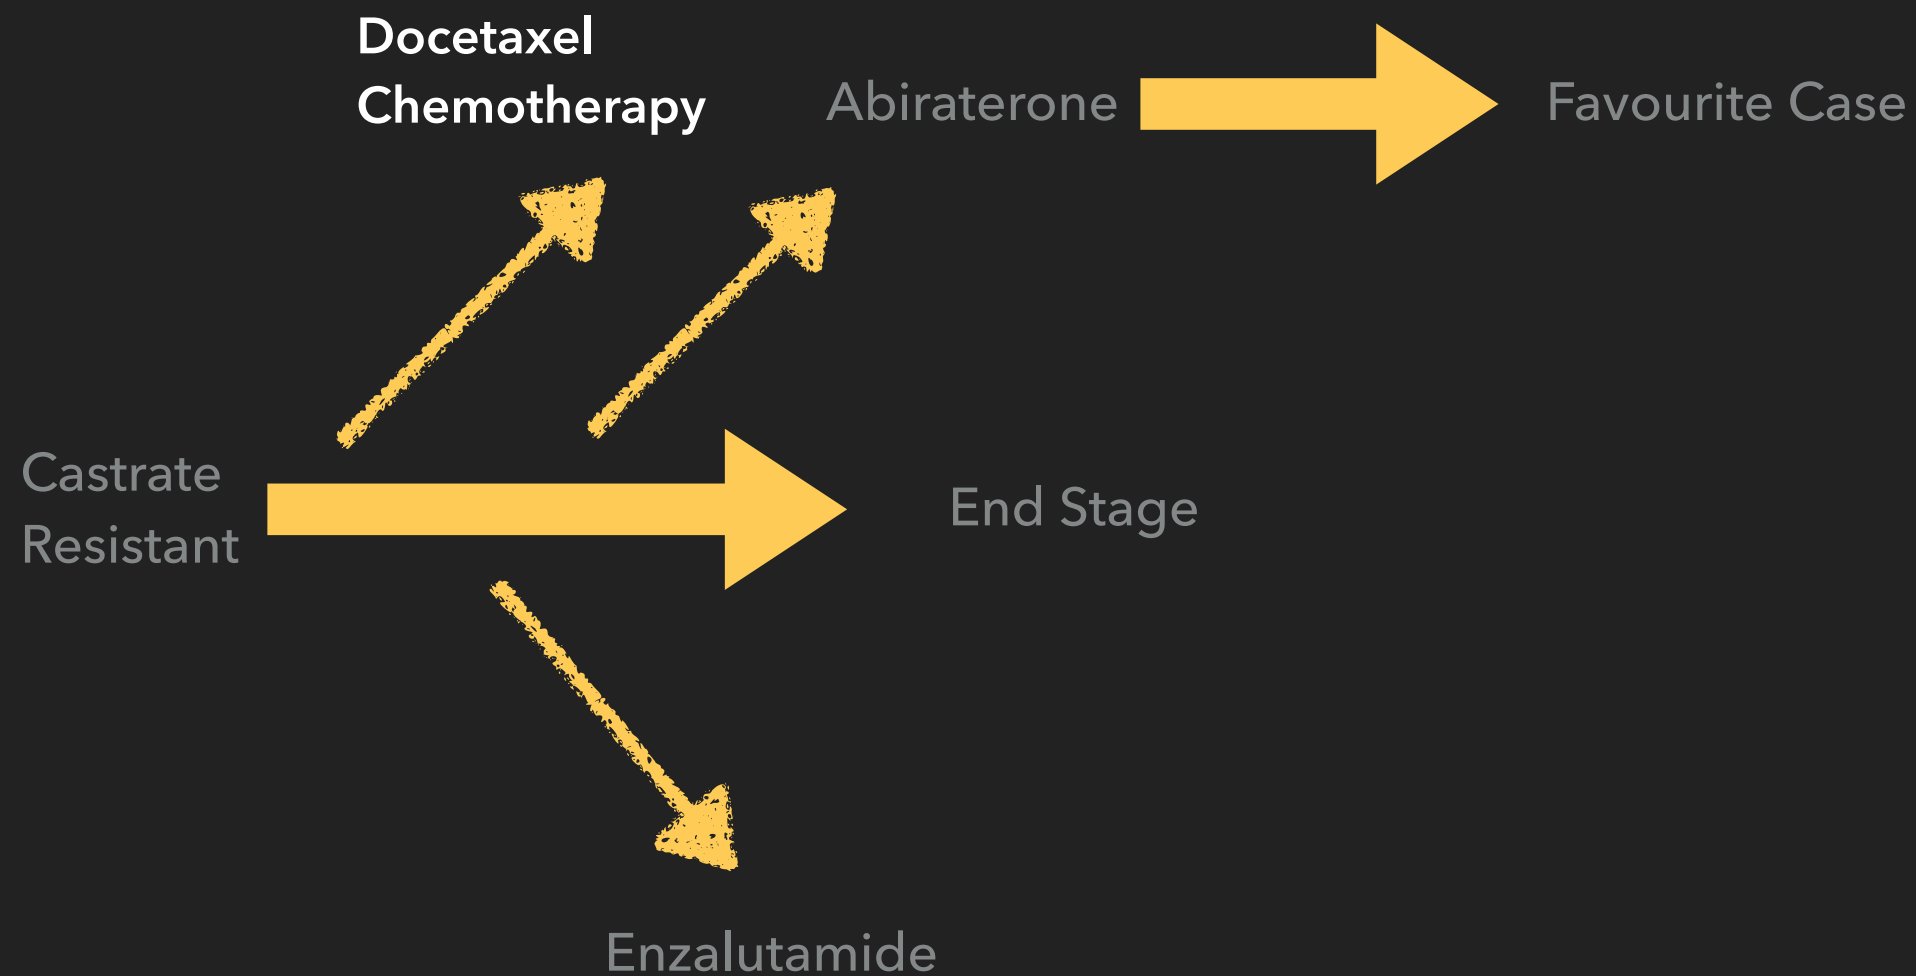 Docetaxel
Chemotherapy
Abiraterone
Favourite Case
Castrate
Resistant
End Stage
Enzalutamide